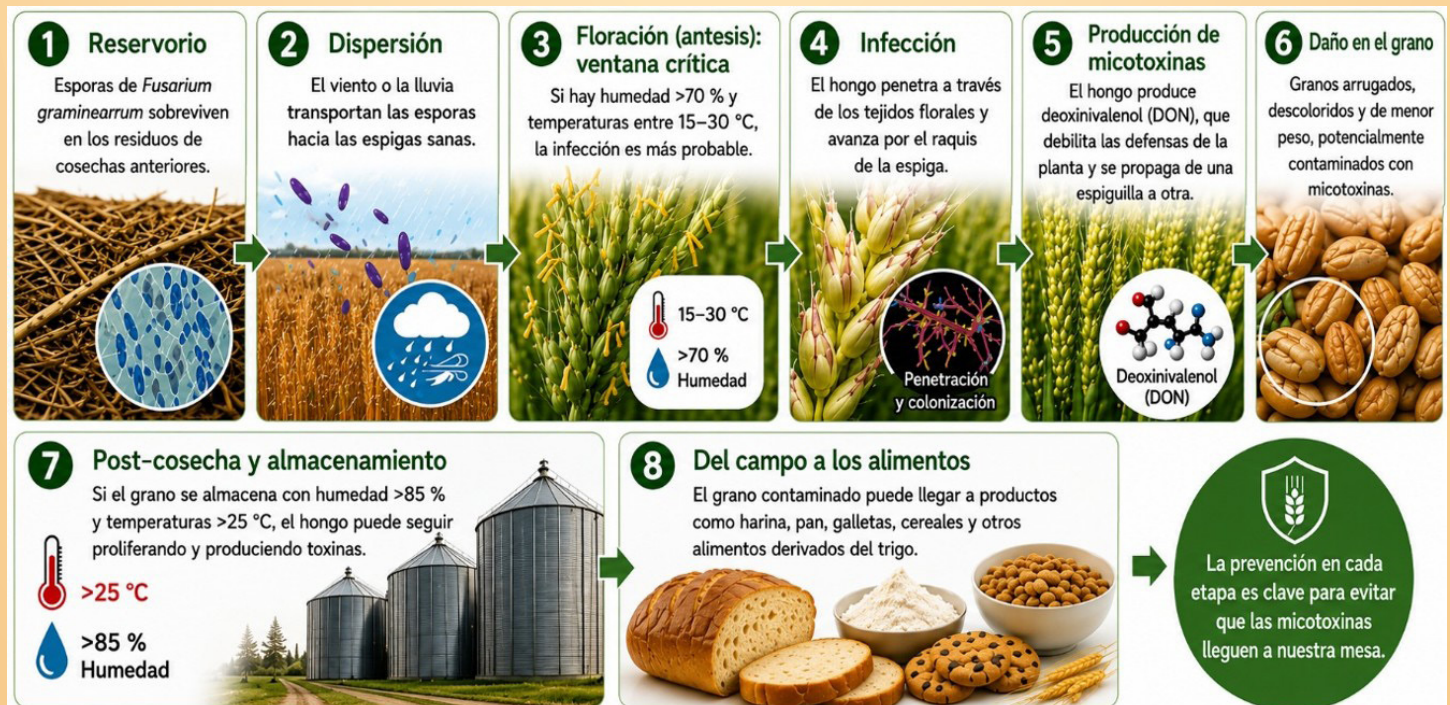 1 Reservorio
Esporas de Fusarium
graminearrum sobreviven
en los residuos de
cosechas anteriores.
2 Dispersión
El viento o la lluvia
transportan las esporas
hacia las espigas sanas.
3 Floración (antesis):
ventana crítica
Si hay humedad >70 % y
temperaturas entre 15–30 °C,
la infección es más probable.
15–30 °C
>70 %
Humedad
4 Infección
El hongo penetra a través
de los tejidos florales y
avanza por el raquis
de la espiga.
Penetración
y colonización
5 Producción de
micotoxinas
El hongo produce
deoxinivalenol (DON), que
debilita las defensas de la
planta y se propaga de una
espiguilla a otra.
Deoxinivalenol
(DON)
6 Daño en el grano
Granos arrugados,
descoloridos y de menor
peso, potencialmente
contaminados con
micotoxinas.
7 Post-cosecha y almacenamiento
Si el grano se almacena con humedad >85 %
y temperaturas >25 °C, el hongo puede seguir
proliferando y produciendo toxinas.
>25 °C
>85 %
Humedad
8 Del campo a los alimentos
El grano contaminado puede llegar a productos
como harina, pan, galletas, cereales y otros
alimentos derivados del trigo.
La prevención en cada
etapa es clave para evitar
que las micotoxinas
lleguen a nuestra mesa.